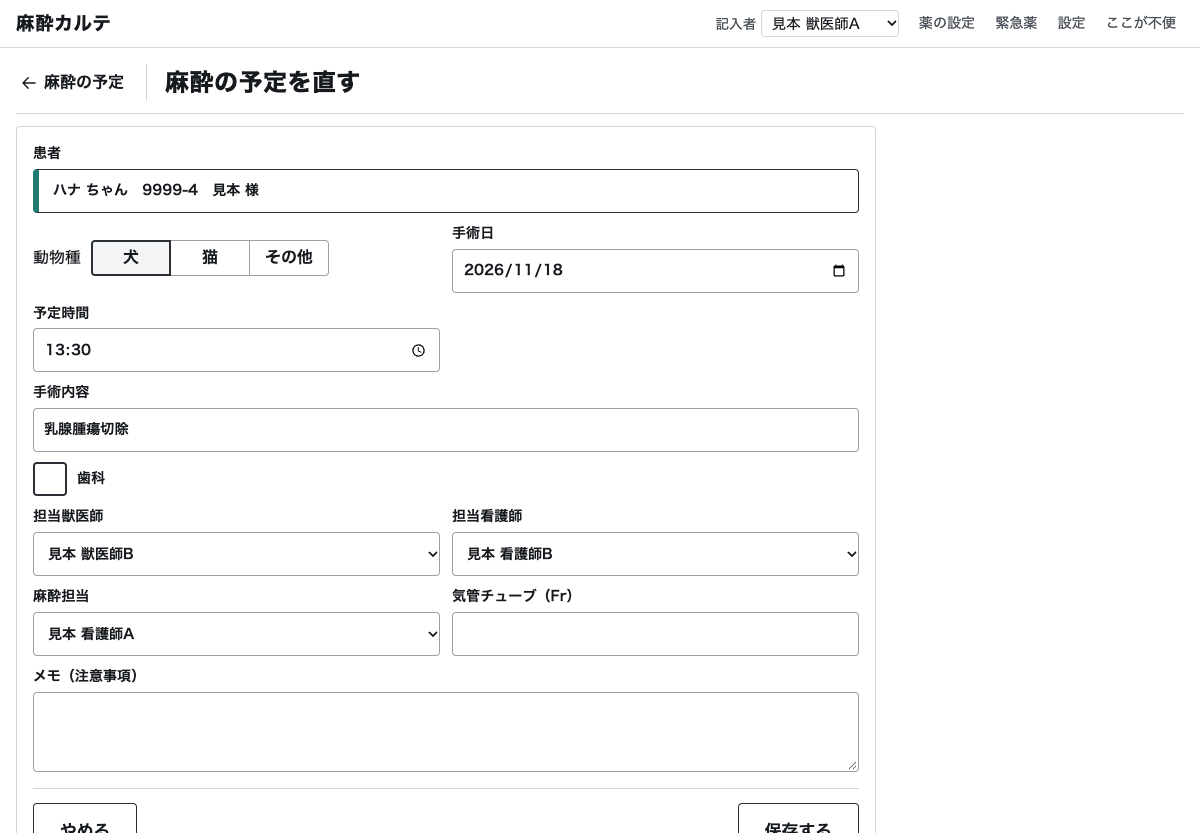 麻酔カルテ
記入者 見本 獣医師A 薬の設定 緊急薬 設定 ここが不便
← 麻酔の予定 麻酔の予定を直す
患者
ハナ ちゃん 9999-4 見本 様
動物種 犬 猫 その他
手術日
2026/11/18
予定時間
13:30
手術内容
乳腺腫瘍切除
歯科
担当獣医師 担当看護師
見本 獣医師B 見本 看護師B
麻酔担当 気管チューブ（Fr）
見本 看護師A
メモ（注意事項）
やめる 保存する